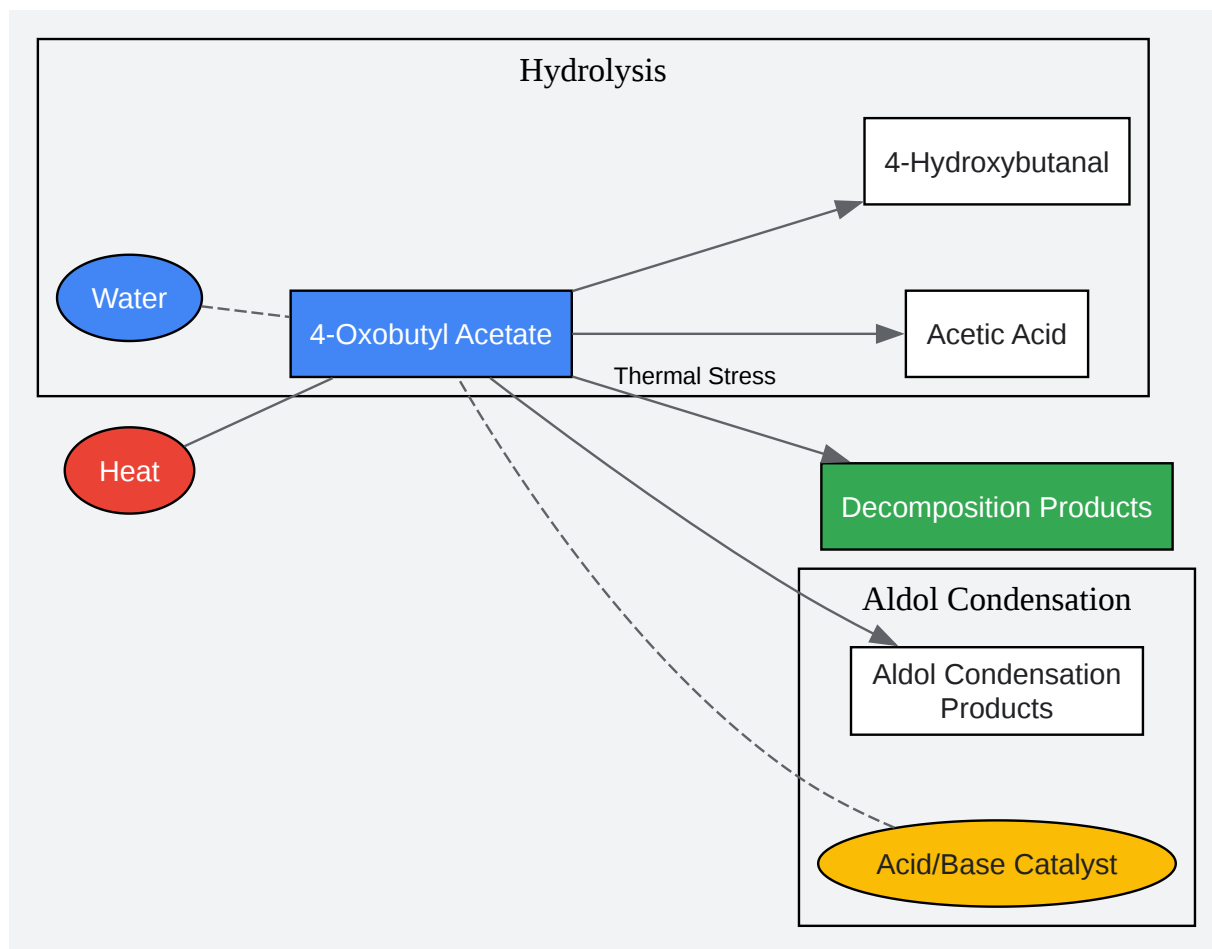 Hydrolysis
4-Hydroxybutanal
Water
4-Oxobutyl Acetate
Acetic Acid
Thermal Stress
Heat
Decomposition Products
Aldol Condensation
Aldol Condensation
Products
Acid/Base Catalyst